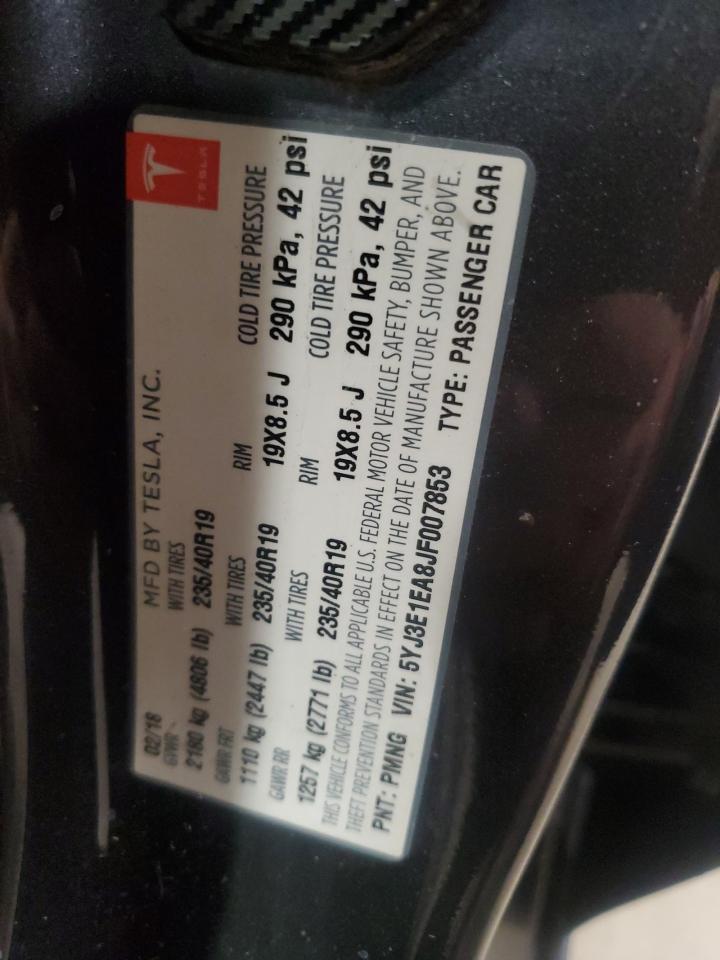 TESLA
02/18 MFD BY TESLA, INC.
GVWR WITH TIRES
2180 kg (4806 lb) 235/40R19
GAWR FRT WITH TIRES RIM COLD TIRE PRESSURE
1110 kg (2447 lb) 235/40R19 19X8.5 J 290 kPa, 42 psi
GAWR RR WITH TIRES RIM COLD TIRE PRESSURE
1257 kg (2771 lb) 235/40R19 19X8.5 J 290 kPa, 42 psi
THIS VEHICLE CONFORMS TO ALL APPLICABLE U.S. FEDERAL MOTOR VEHICLE SAFETY, BUMPER, AND
THEFT PREVENTION STANDARDS IN EFFECT ON THE DATE OF MANUFACTURE SHOWN ABOVE.
PNT: PMNG VIN: 5YJ3E1EA8JF007853 TYPE: PASSENGER CAR